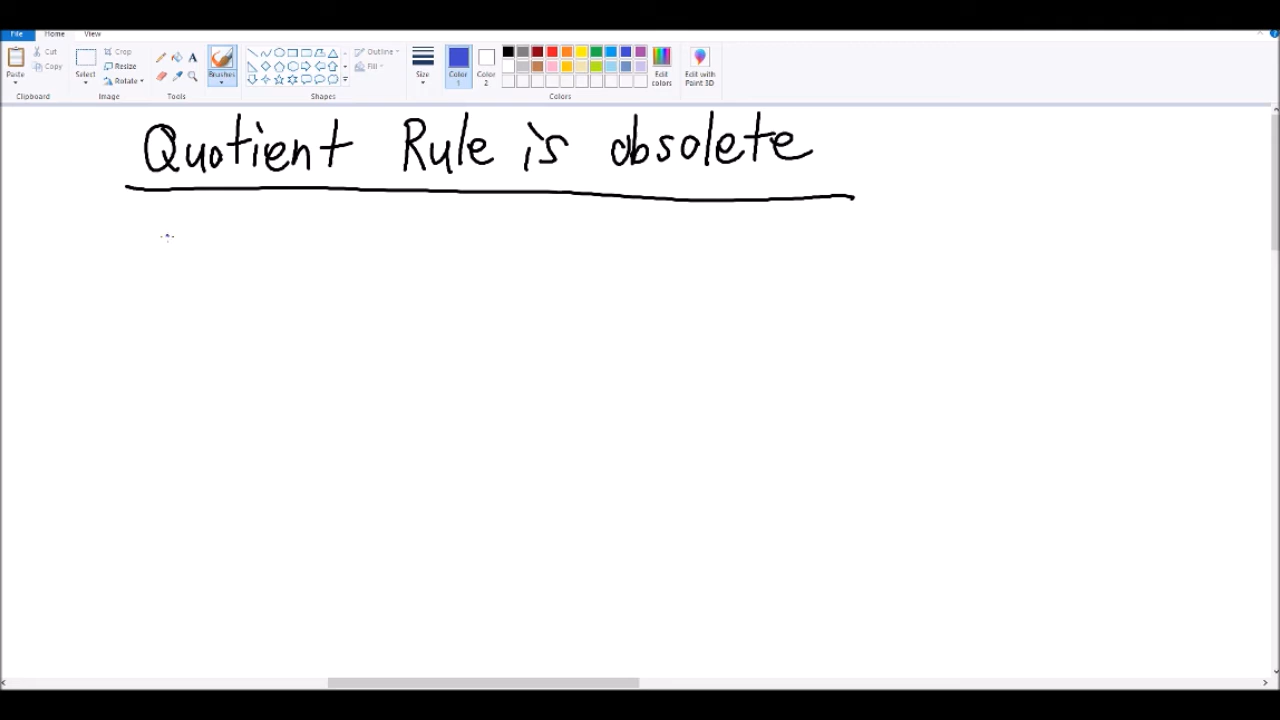 File Home View
Cut Crop Outline
Copy Resize Fill
Paste Select Rotate Brushes Size Color 1 Color 2 Edit colors Edit with Paint 3D
Clipboard Image Tools Shapes Colors
Quotient Rule is obsolete